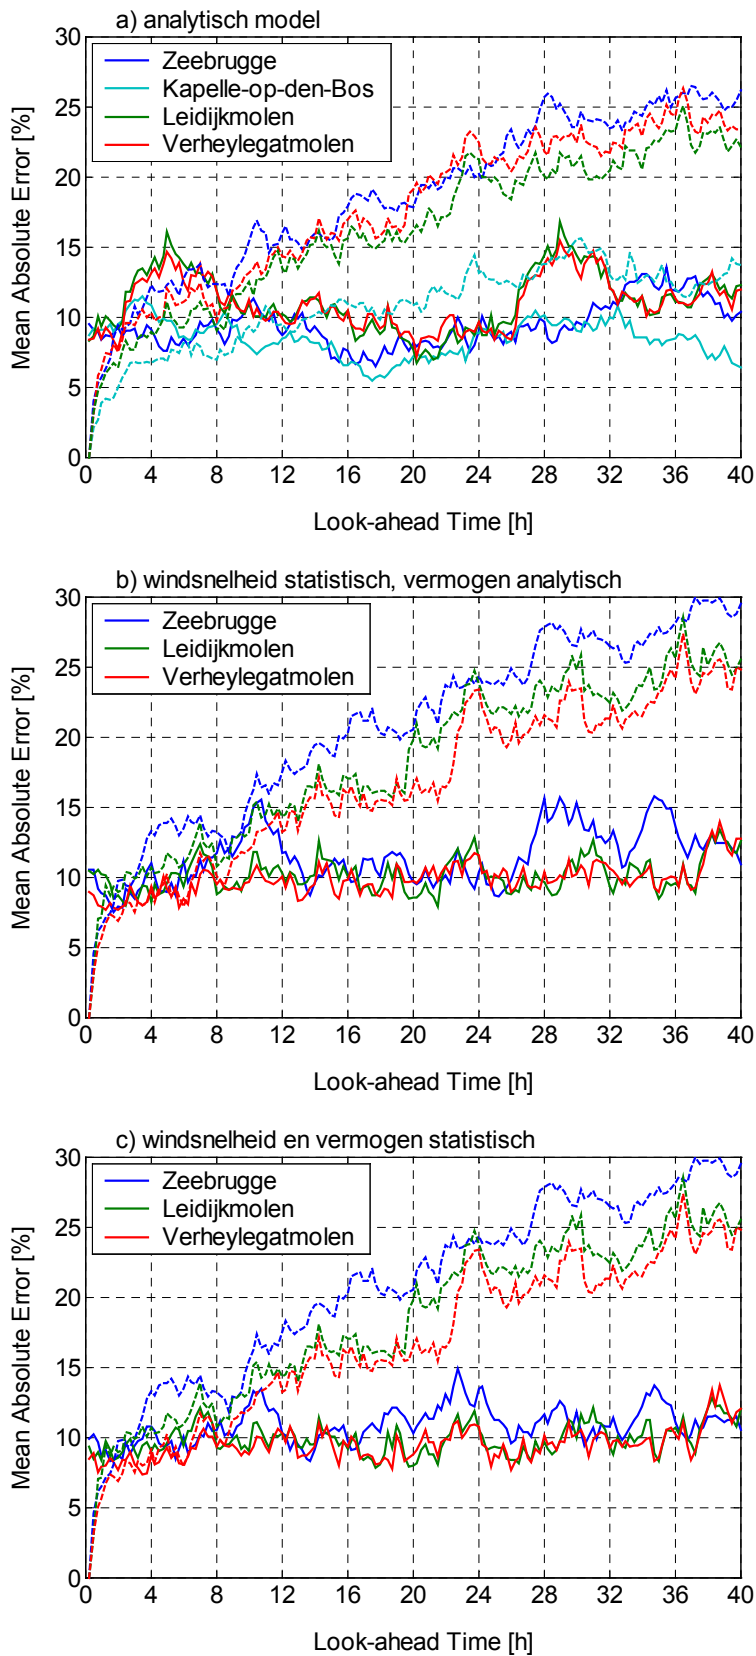 a) analytisch model
Mean Absolute Error [%]
30
25
20
15
10
5
0
Zeebrugge
Kapelle-op-den-Bos
Leidijkmolen
Verheylegatmolen
0 4 8 12 16 20 24 28 32 36 40
Look-ahead Time [h]
b) windsnelheid statistisch, vermogen analytisch
Mean Absolute Error [%]
30
25
20
15
10
5
0
Zeebrugge
Leidijkmolen
Verheylegatmolen
0 4 8 12 16 20 24 28 32 36 40
Look-ahead Time [h]
c) windsnelheid en vermogen statistisch
Mean Absolute Error [%]
30
25
20
15
10
5
0
Zeebrugge
Leidijkmolen
Verheylegatmolen
0 4 8 12 16 20 24 28 32 36 40
Look-ahead Time [h]